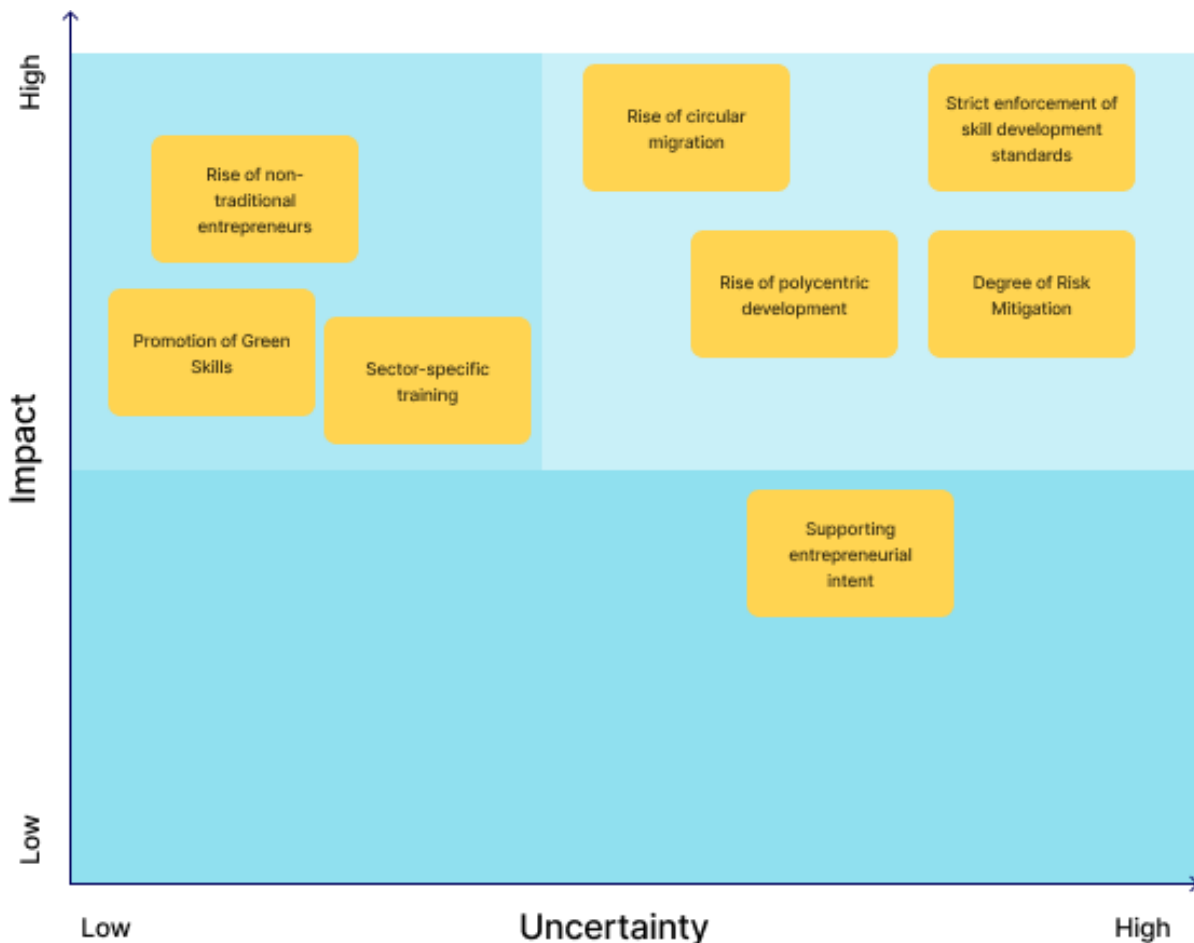 High
Rise of circular
migration
Strict enforcement of
skill development
standards
Rise of non-
traditional
entrepreneurs
Rise of polycentric
development
Degree of Risk
Mitigation
Promotion of Green
Skills
Sector-specific
training
Impact
Supporting
entrepreneurial
intent
Low
Low
Uncertainty
High